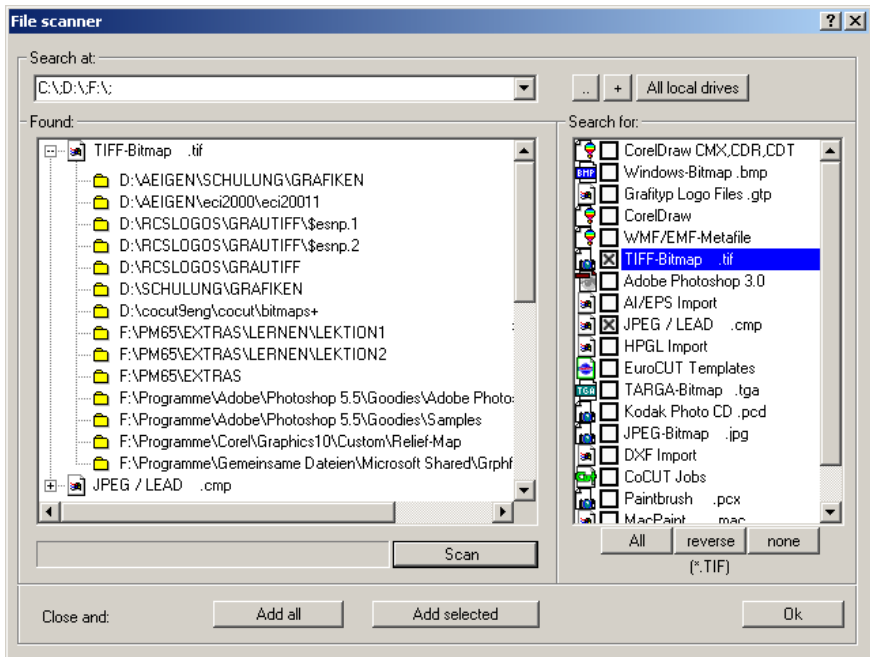 File scanner
Search at:
C:\;D:\;F:\;
..
+
All local drives
Found:
TIFF-Bitmap .tif
D:\AEIGEN\SCHULUNG\GRAFIKEN
D:\AEIGEN\eci2000\eci20011
D:\RCSLOGOS\GRAUTIFF\$esnp.1
D:\RCSLOGOS\GRAUTIFF\$esnp.2
D:\RCSLOGOS\GRAUTIFF
D:\SCHULUNG\GRAFIKEN
D:\cocut9eng\cocut\bitmaps+
F:\PM65\EXTRAS\LERNEN\LEKTION1
F:\PM65\EXTRAS\LERNEN\LEKTION2
F:\PM65\EXTRAS
F:\Programme\Adobe\Photoshop 5.5\Goodies\Adobe Photo
F:\Programme\Adobe\Photoshop 5.5\Goodies\Samples
F:\Programme\Corel\Graphics10\Custom\Relief-Map
F:\Programme\Gemeinsame Dateien\Microsoft Shared\Grphf
JPEG / LEAD .cmp
Scan
Search for:
CorelDraw CMX,CDR,CDT
BMP Windows-Bitmap .bmp
Grafityp Logo Files .gtp
CorelDraw
WMF/EMF-Metafile
TIFF-Bitmap .tif
Adobe Photoshop 3.0
AI/EPS Import
JPEG / LEAD .cmp
HPGL Import
EuroCUT Templates
TGA TARGA-Bitmap .tga
Kodak Photo CD .pcd
JPEG-Bitmap .jpg
DXF Import
CoCUT Jobs
Paintbrush .pcx
MacPaint .mac
All
reverse
none
(*.TIF)
Close and:
Add all
Add selected
Ok